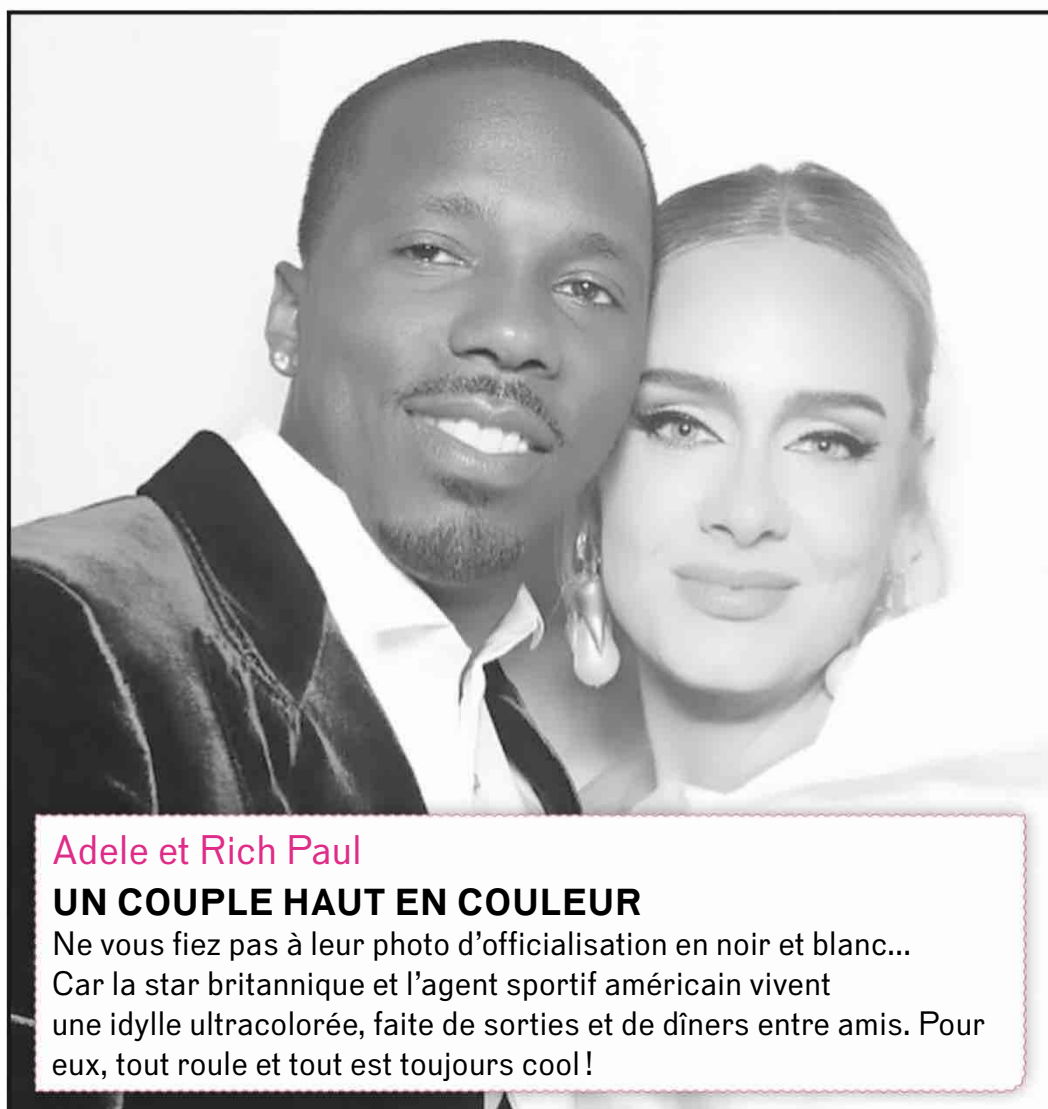 Adele et Rich Paul
UN COUPLE HAUT EN COULEUR
Ne vous fiez pas à leur photo d’officialisation en noir et blanc...
Car la star britannique et l’agent sportif américain vivent
une idylle ultracolorée, faite de sorties et de dîners entre amis. Pour
eux, tout roule et tout est toujours cool !